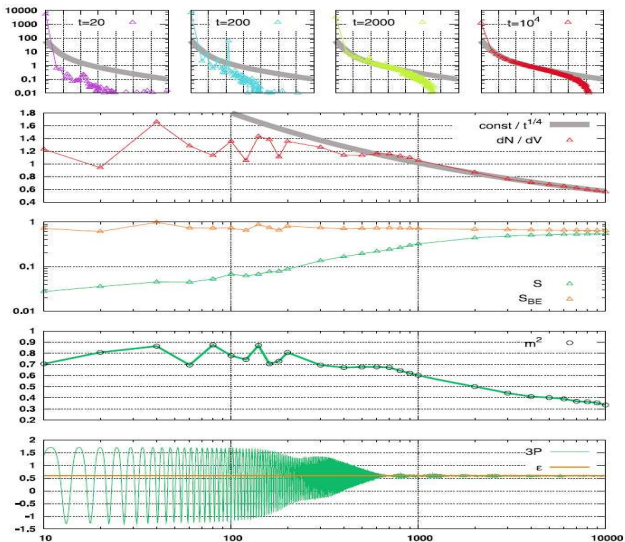 10000
1000
100
10
1
0.1
0.01
t=20
t=200
t=2000
t=10⁴
1.8
1.6
1.4
1.2
1
0.8
0.6
0.4
const / t^1/4
dN / dV
1
0.1
0.01
S
S_BE
1
0.9
0.8
0.7
0.6
0.5
0.4
0.3
0.2
m²
2
1.5
1.0
0.5
0
-0.5
-1
-1.5
3P
ε
10 100 1000 10000